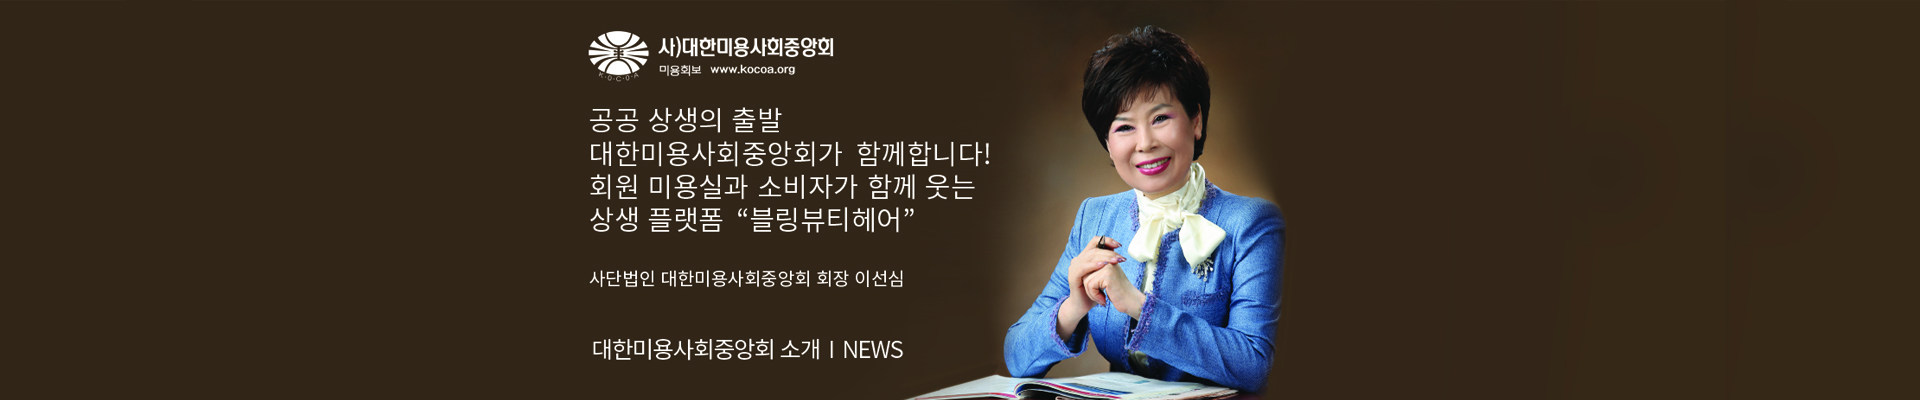 사)대한미용사회중앙회
미용회보 www.kocoa.org
K·O·C·O·A
공공 상생의 출발
대한미용사회중앙회가 함께합니다!
회원 미용실과 소비자가 함께 웃는
상생 플랫폼 “블링뷰티헤어”
사단법인 대한미용사회중앙회 회장 이선심
대한미용사회중앙회 소개 I NEWS